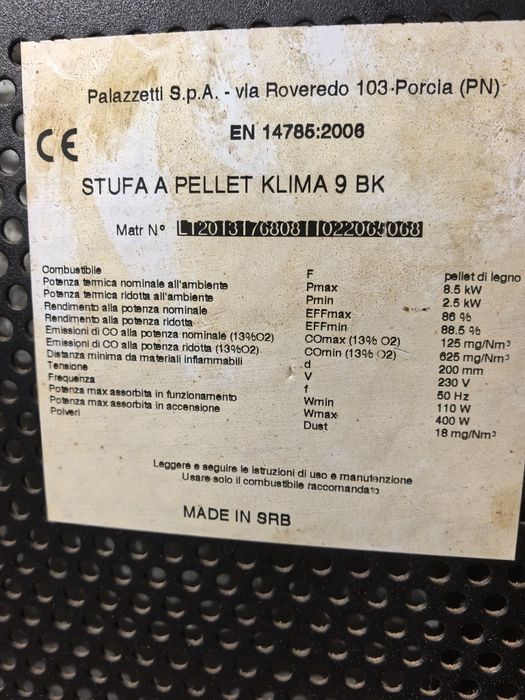 Palazzetti S.p.A. - via Roveredo 103-Porcia (PN)
CE EN 14785:2006
STUFA A PELLET KLIMA 9 BK
Matr N° LT2013176808 11022065068
Combustibile F pellet di legno
Potenza termica nominale all'ambiente Pmax 8.5 kW
Potenza termica ridotta all'ambiente Pmin 2.5 kW
Rendimento alla potenza nominale EFFmax 86 %
Rendimento alla potenza ridotta EFFmin 88.5 %
Emissioni di CO alla potenza nominale (13%O2) COmax (13% O2) 125 mg/Nm³
Emissioni di CO alla potenza ridotta (13%O2) COmin (13% O2) 625 mg/Nm³
Distanza minima da materiali infiammabili d 200 mm
Tensione V 230 V
Frequenza f 50 Hz
Potenza max assorbita in funzionamento Wmin 110 W
Potenza max assorbita in accensione Wmax 400 W
Polveri Dust 18 mg/Nm³
Leggere e seguire le istruzioni di uso e manutenzione
Usare solo il combustibile raccomandato
MADE IN SRB